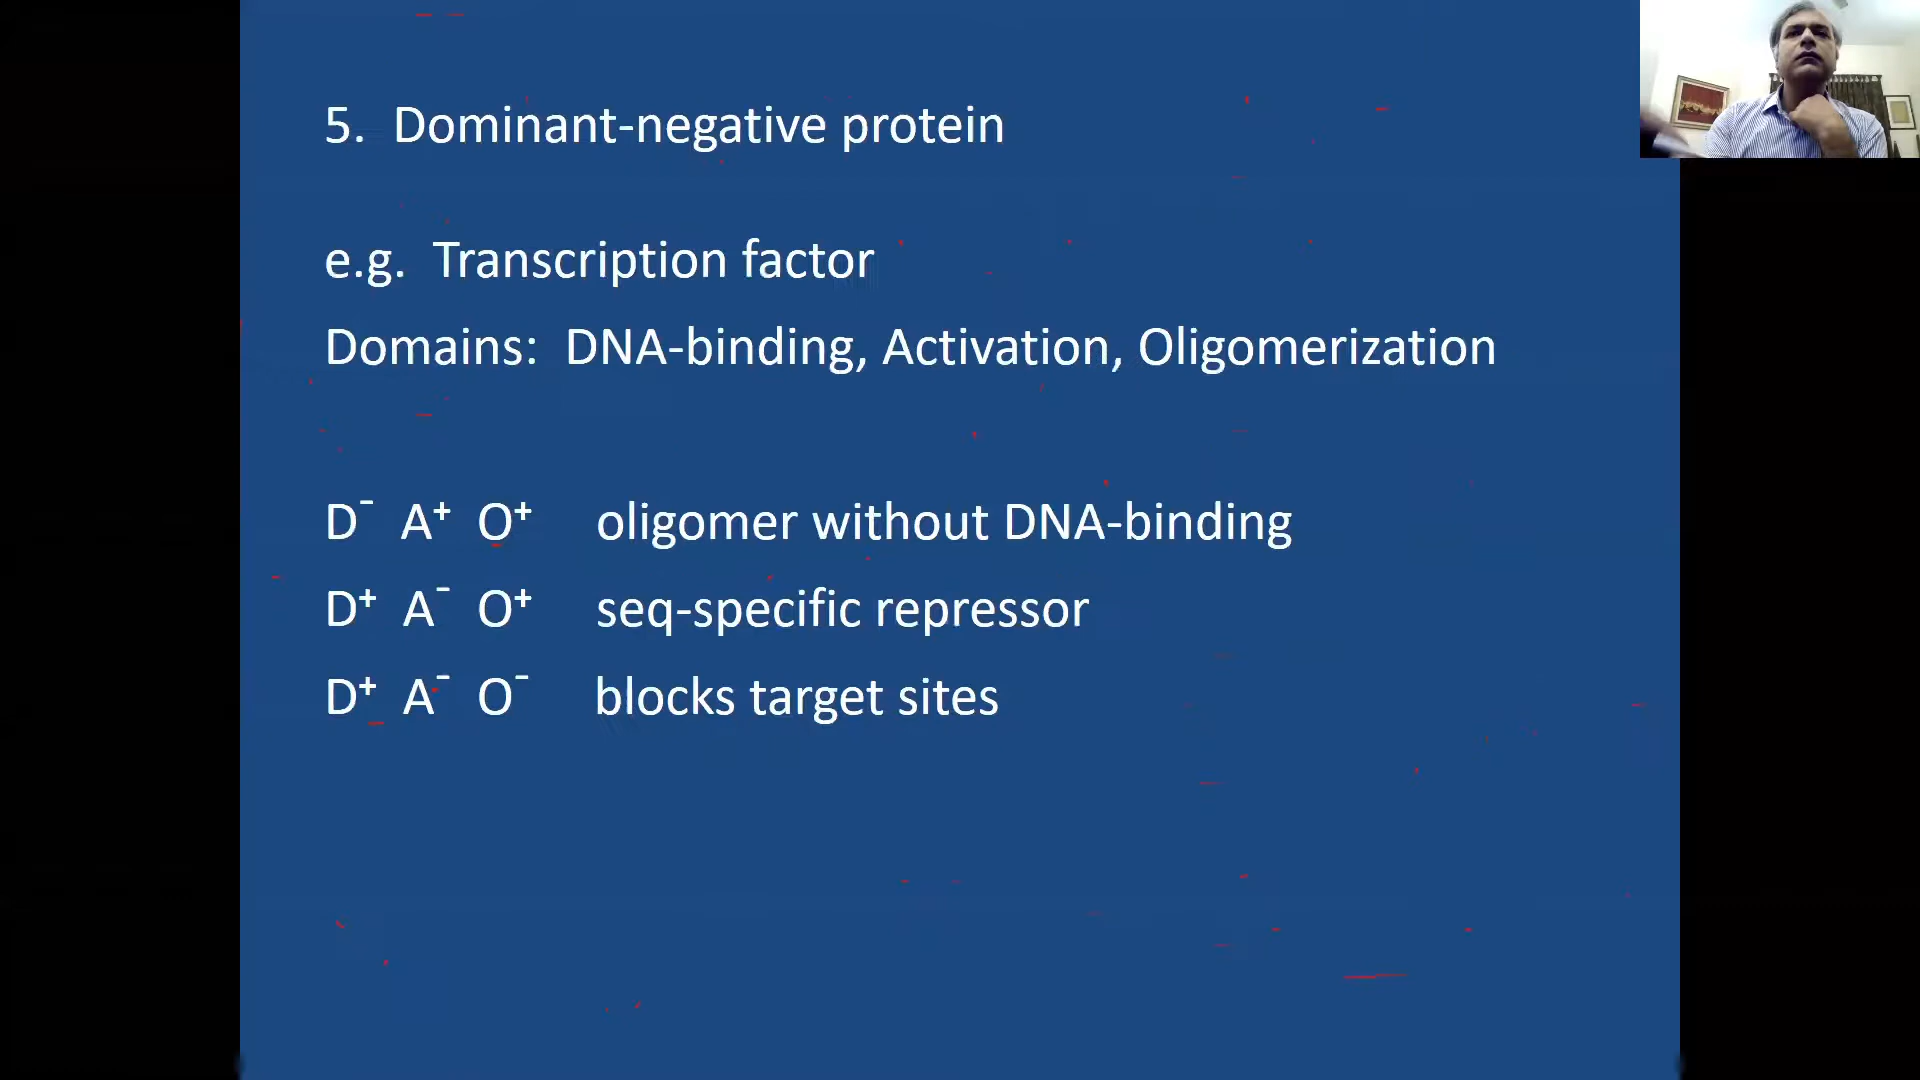 5. Dominant-negative protein
e.g. Transcription factor
Domains: DNA-binding, Activation, Oligomerization
D⁻ A⁺ O⁺ oligomer without DNA-binding
D⁺ A⁻ O⁺ seq-specific repressor
D⁺ A⁻ O⁻ blocks target sites